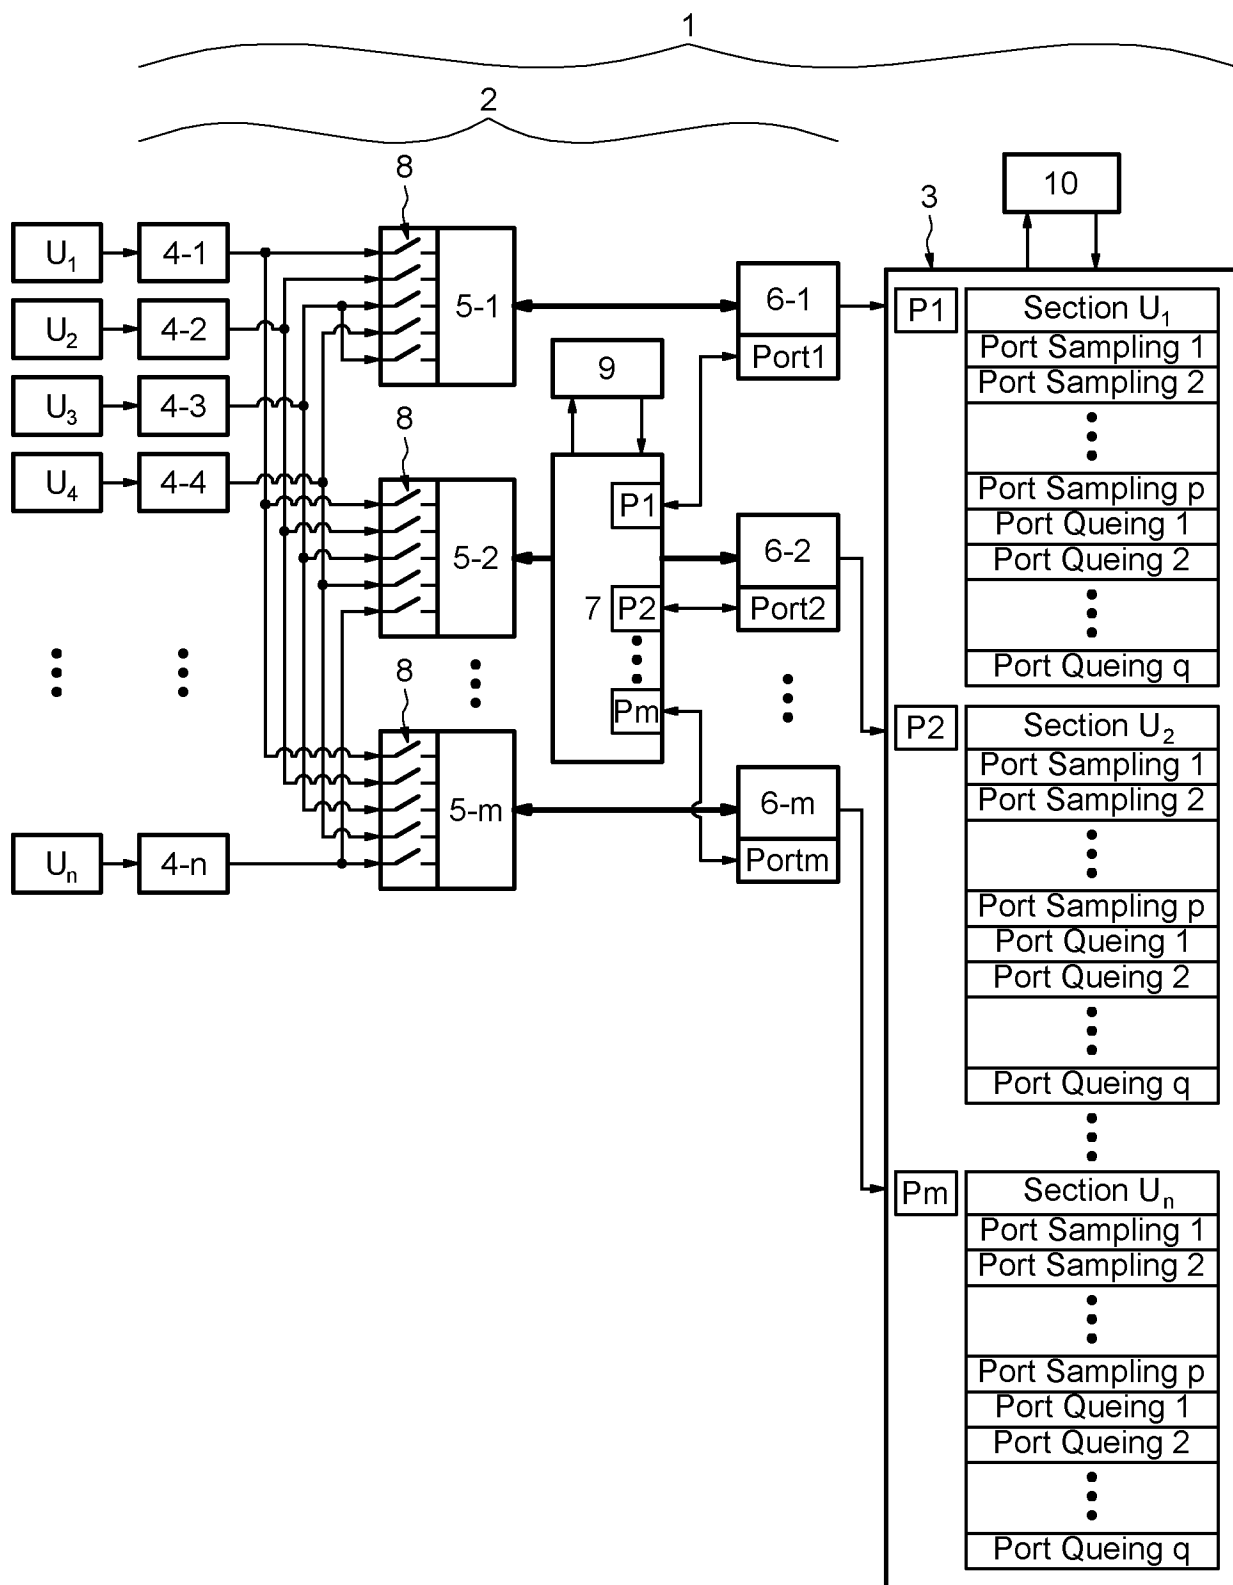 1
2
8
10
3
U1
4-1
5-1
6-1
Port1
P1
Section U1
Port Sampling 1
Port Sampling 2
Port Sampling p
Port Queing 1
Port Queing 2
Port Queing q
U2
4-2
U3
4-3
U4
4-4
9
8
5-2
7
P1
P2
Pm
6-2
Port2
8
5-m
6-m
Portm
Un
4-n
P2
Section U2
Port Sampling 1
Port Sampling 2
Port Sampling p
Port Queing 1
Port Queing 2
Port Queing q
Pm
Section Un
Port Sampling 1
Port Sampling 2
Port Sampling p
Port Queing 1
Port Queing 2
Port Queing q